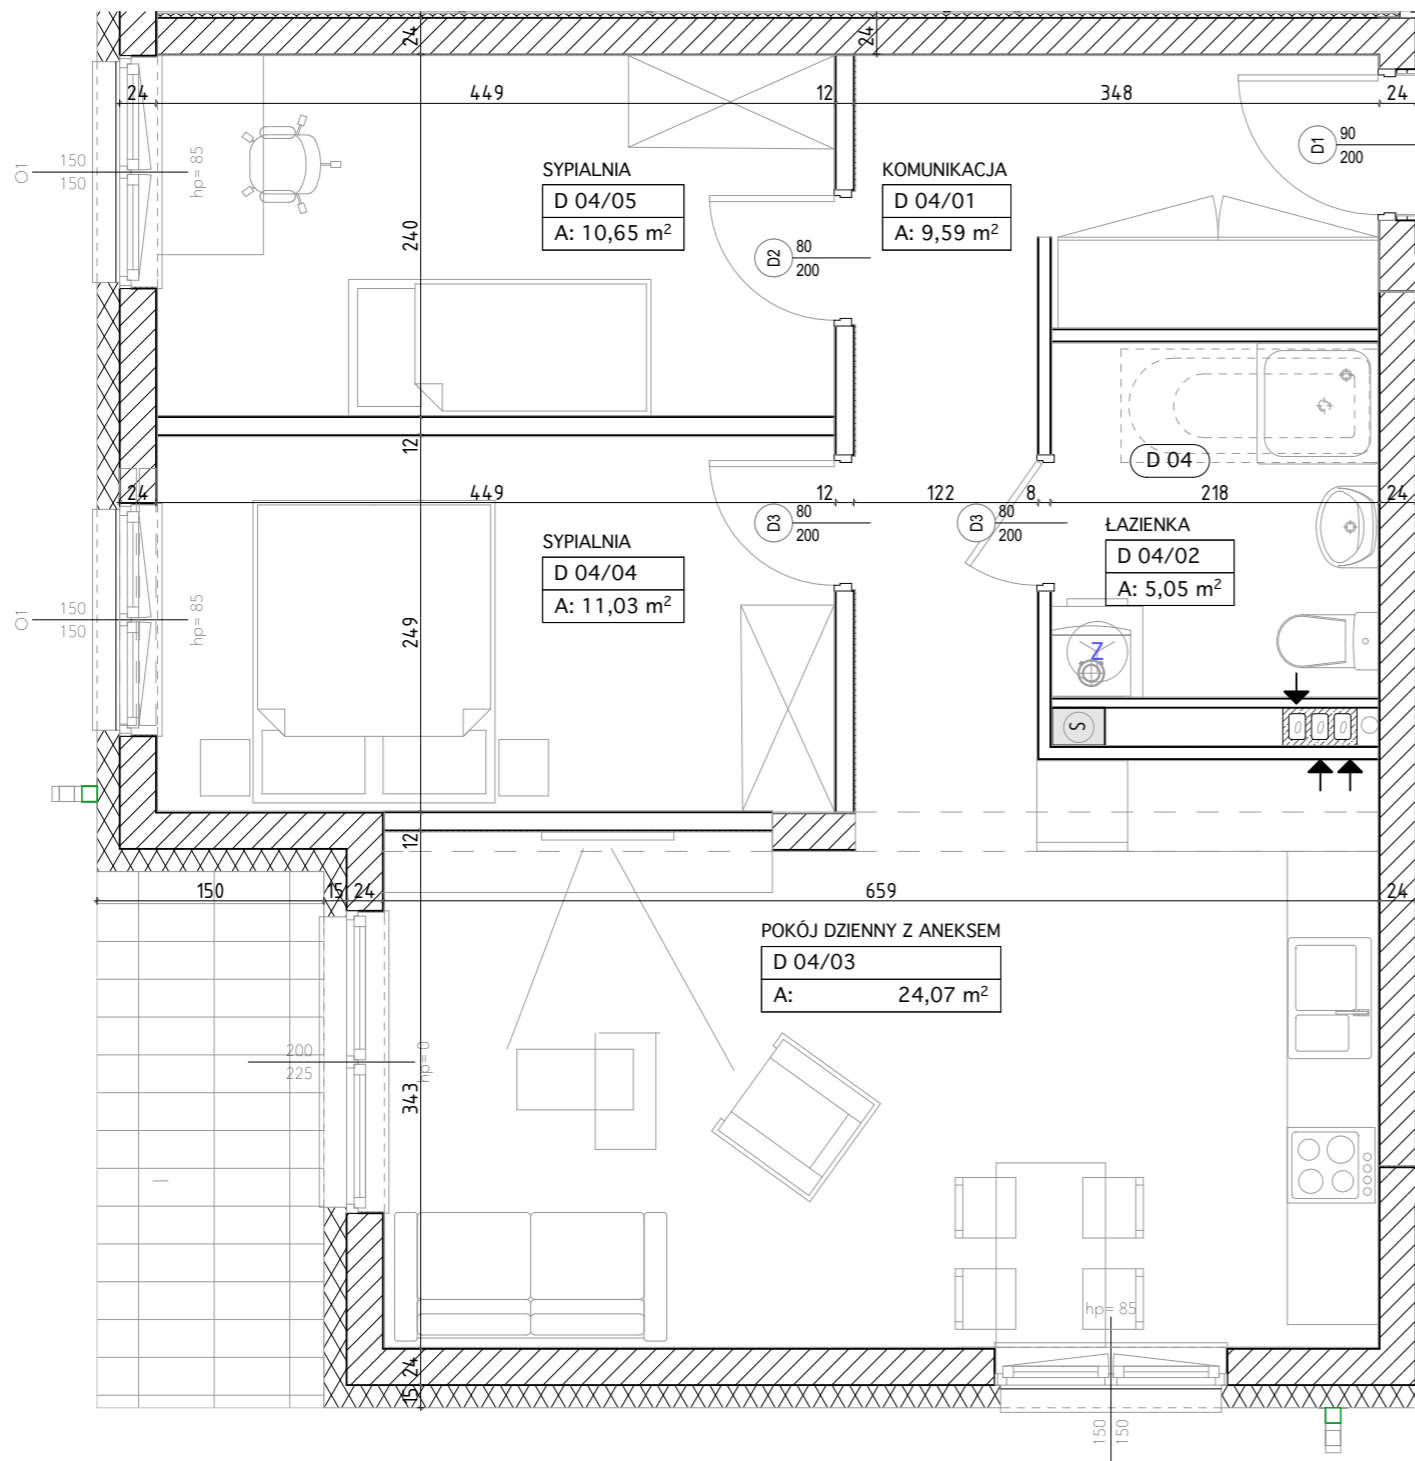 24
24
24
449
12
348
24
O1
150
150
hp= 85
SYPIALNIA
D 04/05
A: 10,65 m²
KOMUNIKACJA
D 04/01
A: 9,59 m²
D1
90
200
D2
80
200
240
12
D 04
24
449
12
122
8
218
24
D3
80
200
D3
80
200
SYPIALNIA
D 04/04
A: 11,03 m²
ŁAZIENKA
D 04/02
A: 5,05 m²
O1
150
150
hp= 85
249
Z
S
0
0
0
12
150
15
24
659
24
POKÓJ DZIENNY Z ANEKSEM
D 04/03
A: 24,07 m²
200
225
hp= 0
343
hp= 85
24
15
150
150